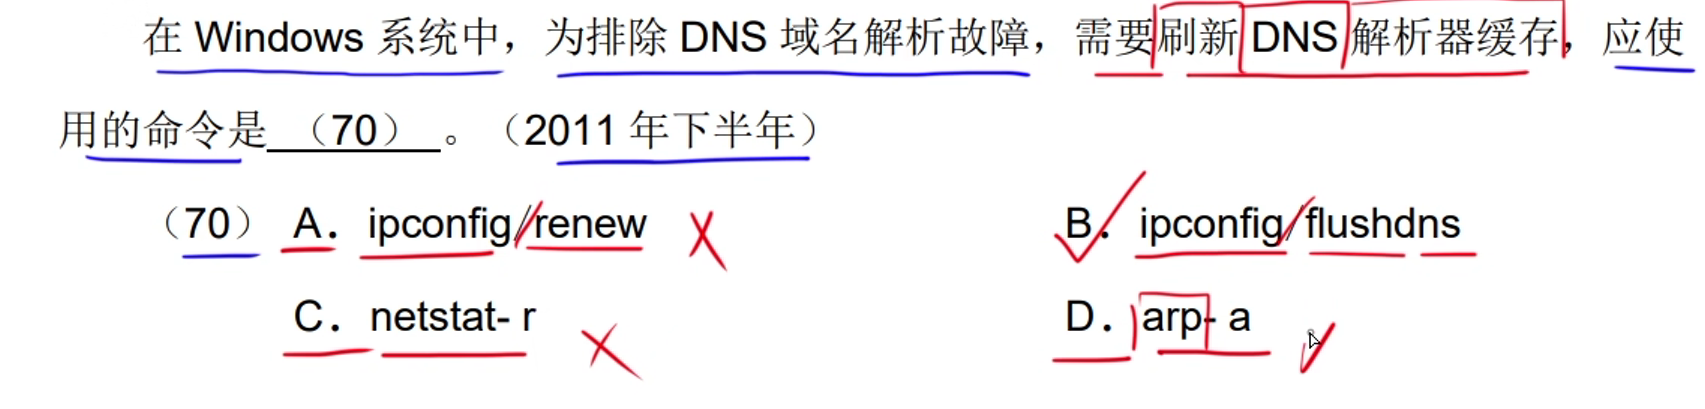 在 Windows 系统中，为排除 DNS 域名解析故障，需要刷新 DNS 解析器缓存，应使
用的命令是 （70） 。（2011 年下半年）
（70） A．ipconfig/renew B．ipconfig/flushdns
C．netstat- r D．arp- a